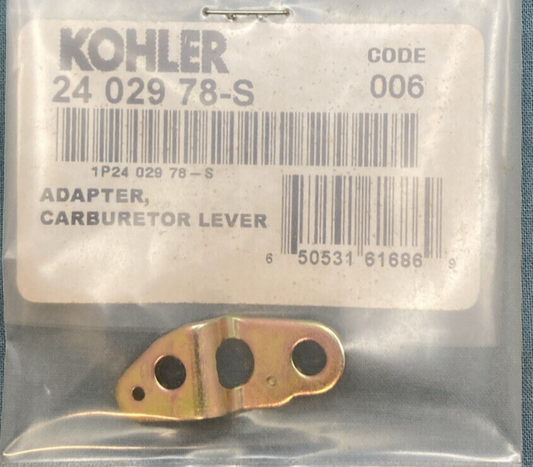 KOHLER
CODE
24 029 78-S
006
1P24 029 78-S
ADAPTER,
CARBURETOR LEVER
6 50531 61686 9